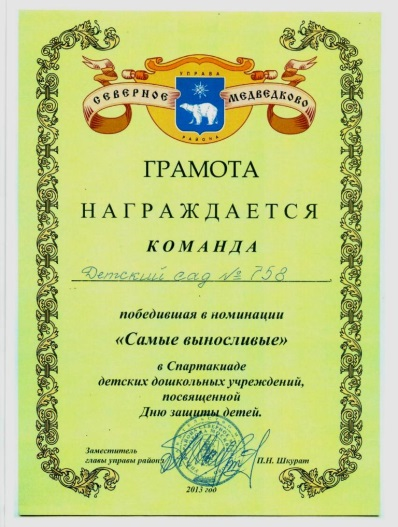 УПРАВА
СЕВЕРНОЕ МЕДВЕДКОВО
РАЙОНА
ГРАМОТА
НАГРАЖДАЕТСЯ
КОМАНДА
Детский сад № 758
победившая в номинации
«Самые выносливые»
в Спартакиаде
детских дошкольных учреждений,
посвященной
Дню защиты детей.
Заместитель
главы управы района
П.Н. Шкурат
2013 год